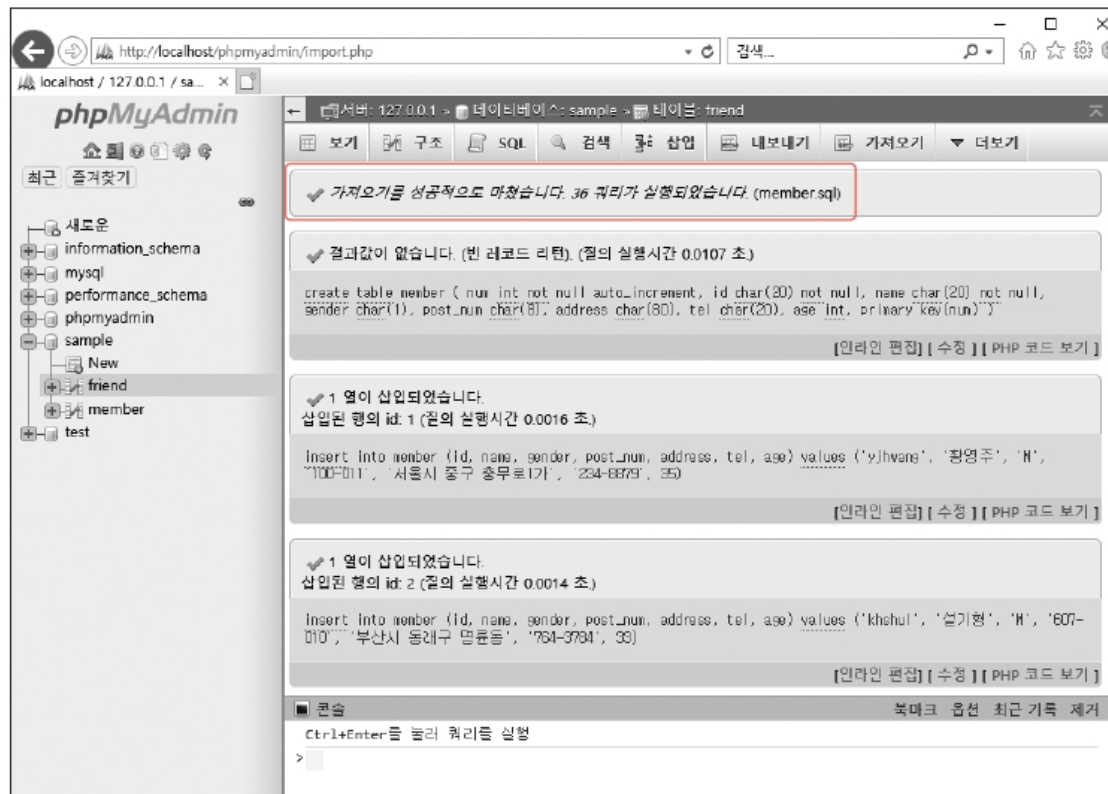 http://localhost/phpmyadmin/import.php
검색...
localhost / 127.0.0.1 / sa...
phpMyAdmin
최근 즐겨찾기
새로운
information_schema
mysql
performance_schema
phpmyadmin
sample
New
friend
member
test
서버: 127.0.0.1 » 데이터베이스: sample » 테이블: friend
보기 구조 SQL 검색 삽입 내보내기 가져오기 더보기
가져오기를 성공적으로 마쳤습니다. 36 쿼리가 실행되었습니다. (member.sql)
결과값이 없습니다. (빈 레코드 리턴). (질의 실행시간 0.0107 초.)
create table member ( num int not null auto_increment, id char(20) not null, name char(20) not null,
gender char(1), post_num char(8), address char(80), tel char(20), age int, primary key(num) )
[인라인 편집] [ 수정 ] [ PHP 코드 보기 ]
1 열이 삽입되었습니다.
삽입된 행의 id: 1 (질의 실행시간 0.0016 초.)
insert into member (id, name, gender, post_num, address, tel, age) values ('yjhwang', '황영주', 'M',
'100-011', '서울시 중구 충무로1가', '234-8879', 35)
[인라인 편집] [ 수정 ] [ PHP 코드 보기 ]
1 열이 삽입되었습니다.
삽입된 행의 id: 2 (질의 실행시간 0.0014 초.)
insert into member (id, name, gender, post_num, address, tel, age) values ('khshul', '설기형', 'M', '607-
010', '부산시 동래구 명륜동', '764-3784', 33)
[인라인 편집] [ 수정 ] [ PHP 코드 보기 ]
콘솔
북마크 옵션 최근 기록 제거
Ctrl+Enter를 눌러 쿼리를 실행
>